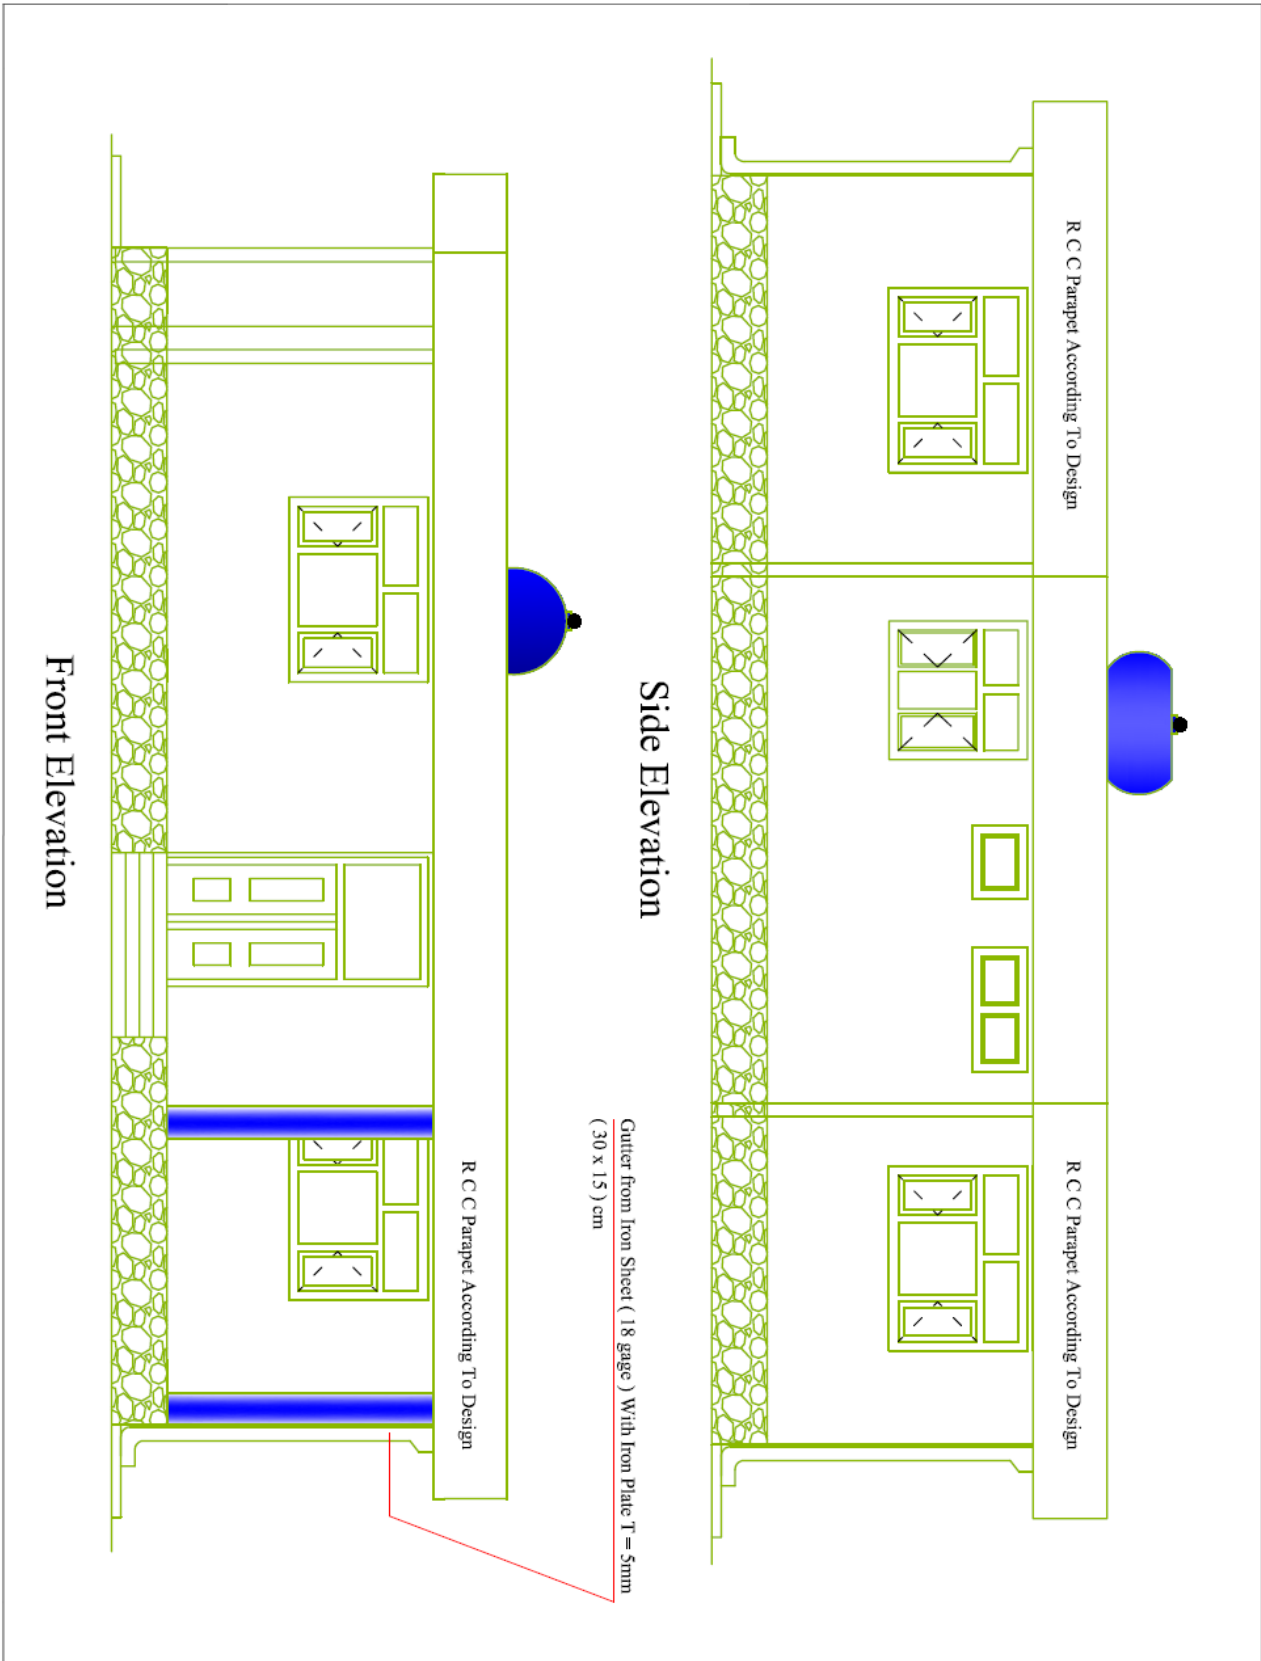 R C C Parapet According To Design
R C C Parapet According To Design
Side Elevation
Gutter from Iron Sheet ( 18 gage ) With Iron Plate T = 5mm
( 30 x 15 ) cm
R C C Parapet According To Design
Front Elevation